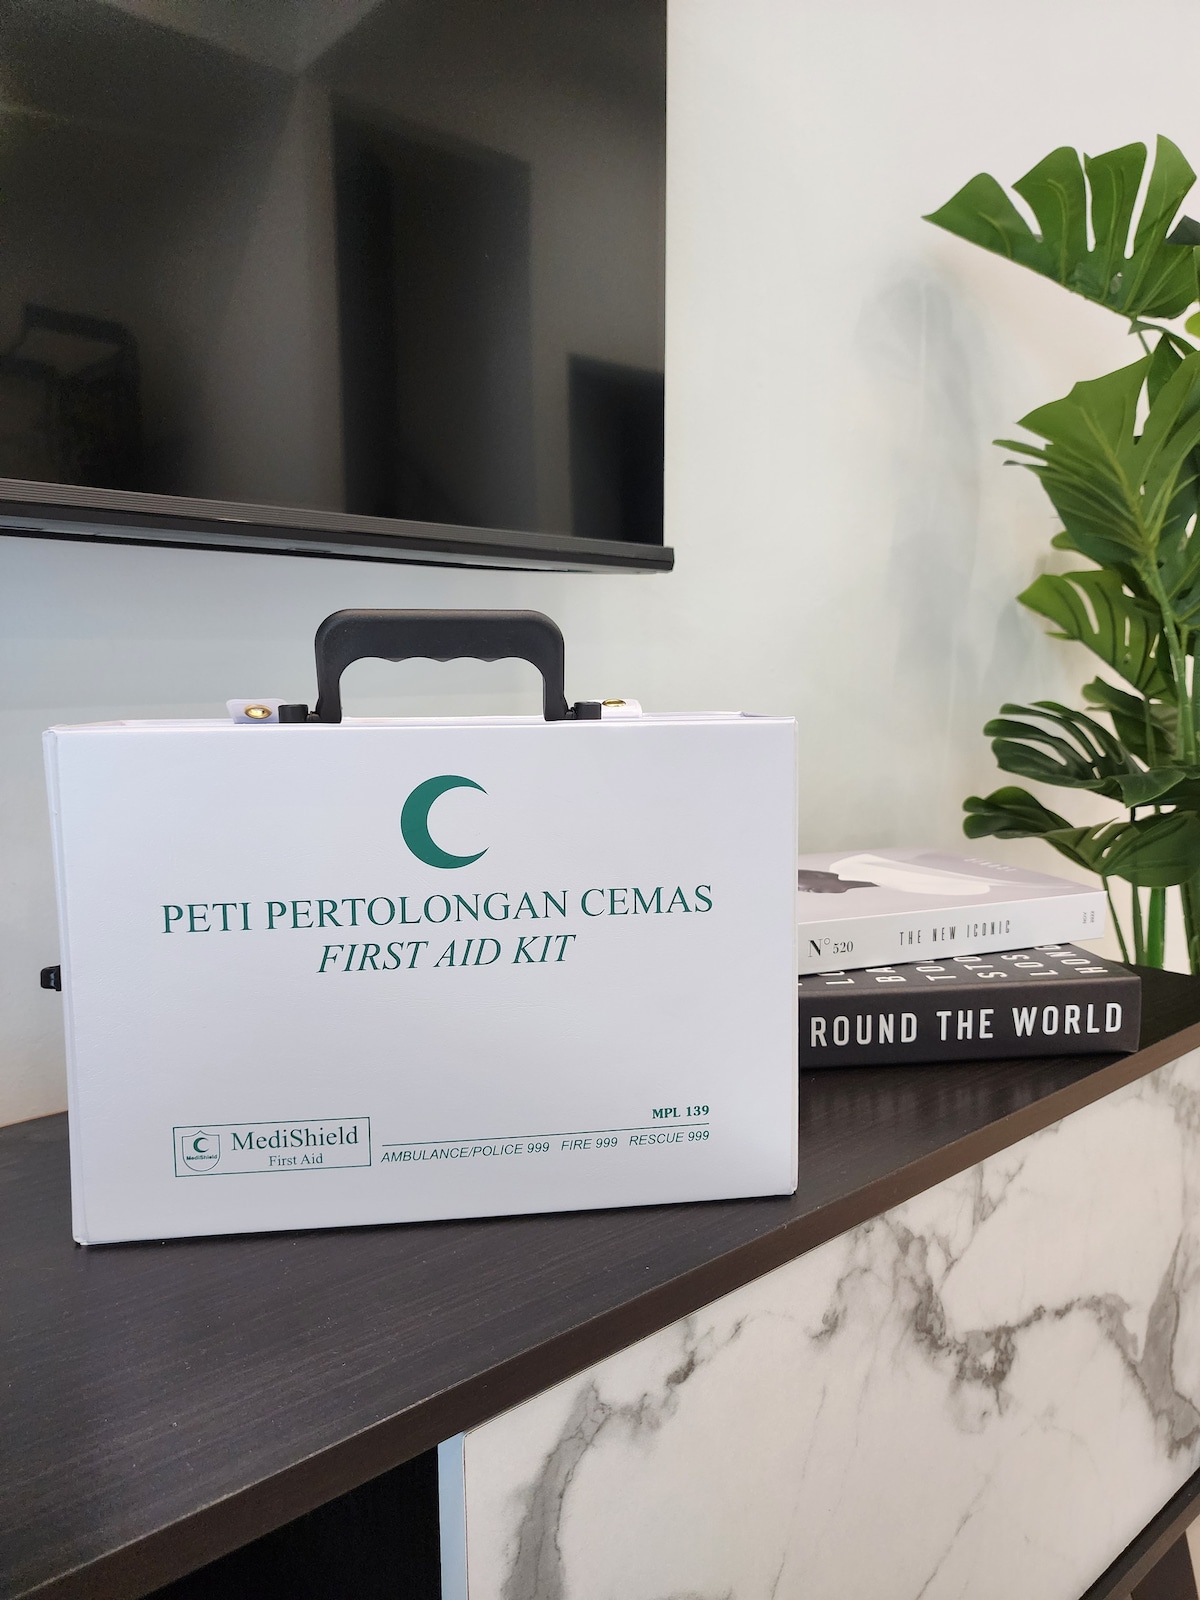 PETI PERTOLONGAN CEMAS
FIRST AID KIT
MPL 139
MediShield
MediShield
First Aid
AMBULANCE/POLICE 999 FIRE 999 RESCUE 999
N° 520 THE NEW ICONIC
ROUND THE WORLD